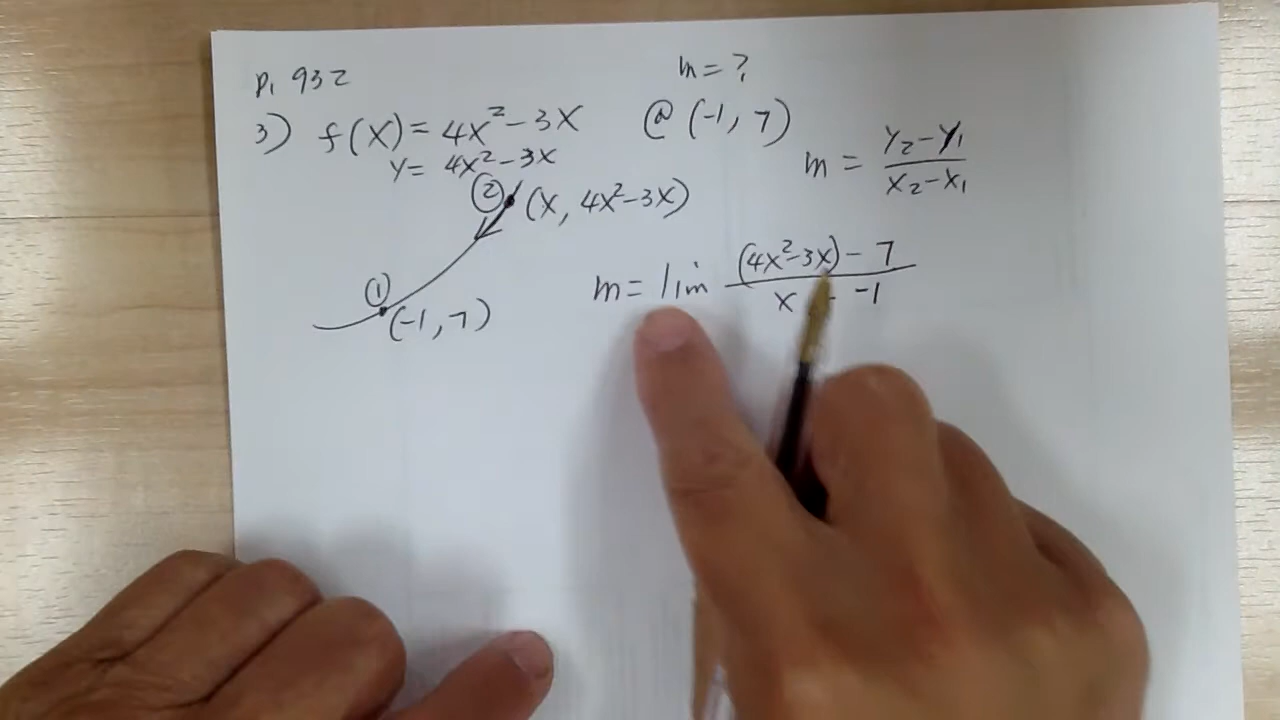 p. 932
m = ?
3) f(x) = 4x² - 3x
@ (-1, 7)
y = 4x² - 3x
m = (y₂ - y₁) / (x₂ - x₁)
② (x, 4x² - 3x)
m = lim ((4x² - 3x) - 7) / (x - -1)
①
(-1, 7)